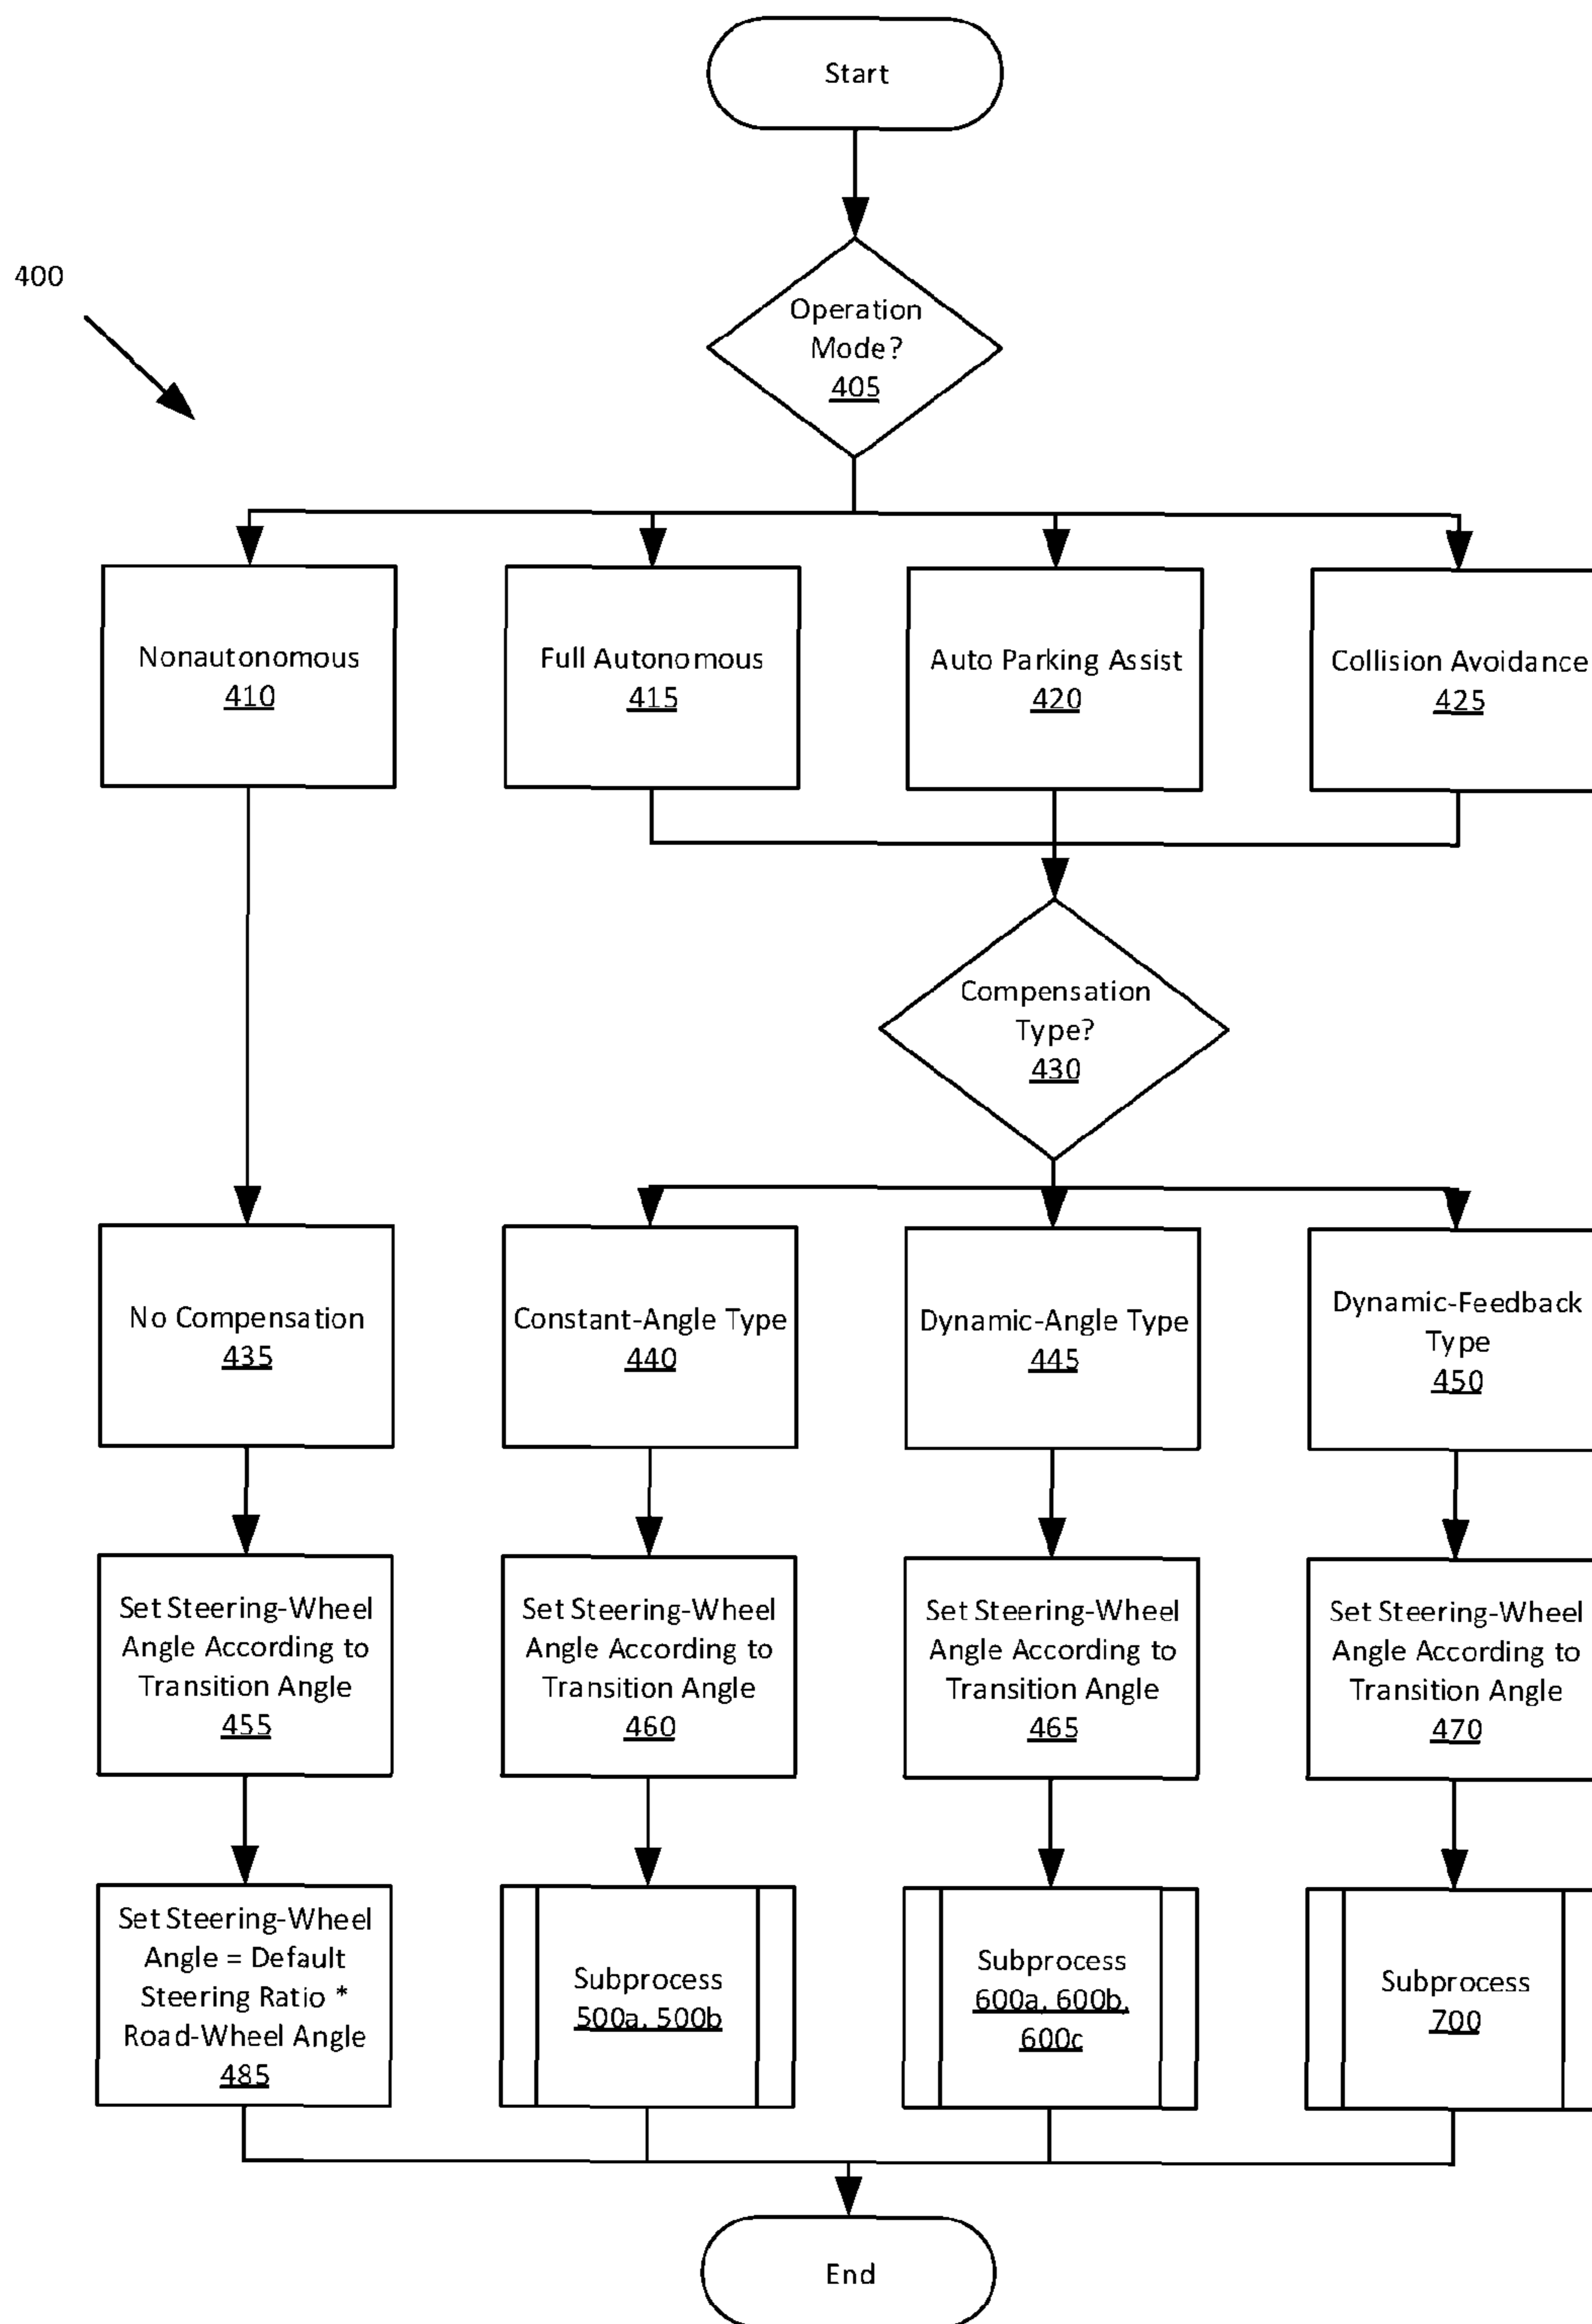 Start
400
Operation
Mode?
405
Nonautonomous
410
Full Autonomous
415
Auto Parking Assist
420
Collision Avoidance
425
Compensation
Type?
430
No Compensation
435
Constant-Angle Type
440
Dynamic-Angle Type
445
Dynamic-Feedback
Type
450
Set Steering-Wheel
Angle According to
Transition Angle
455
Set Steering-Wheel
Angle According to
Transition Angle
460
Set Steering-Wheel
Angle According to
Transition Angle
465
Set Steering-Wheel
Angle According to
Transition Angle
470
Set Steering-Wheel
Angle = Default
Steering Ratio *
Road-Wheel Angle
485
Subprocess
500a, 500b
Subprocess
600a, 600b,
600c
Subprocess
700
End